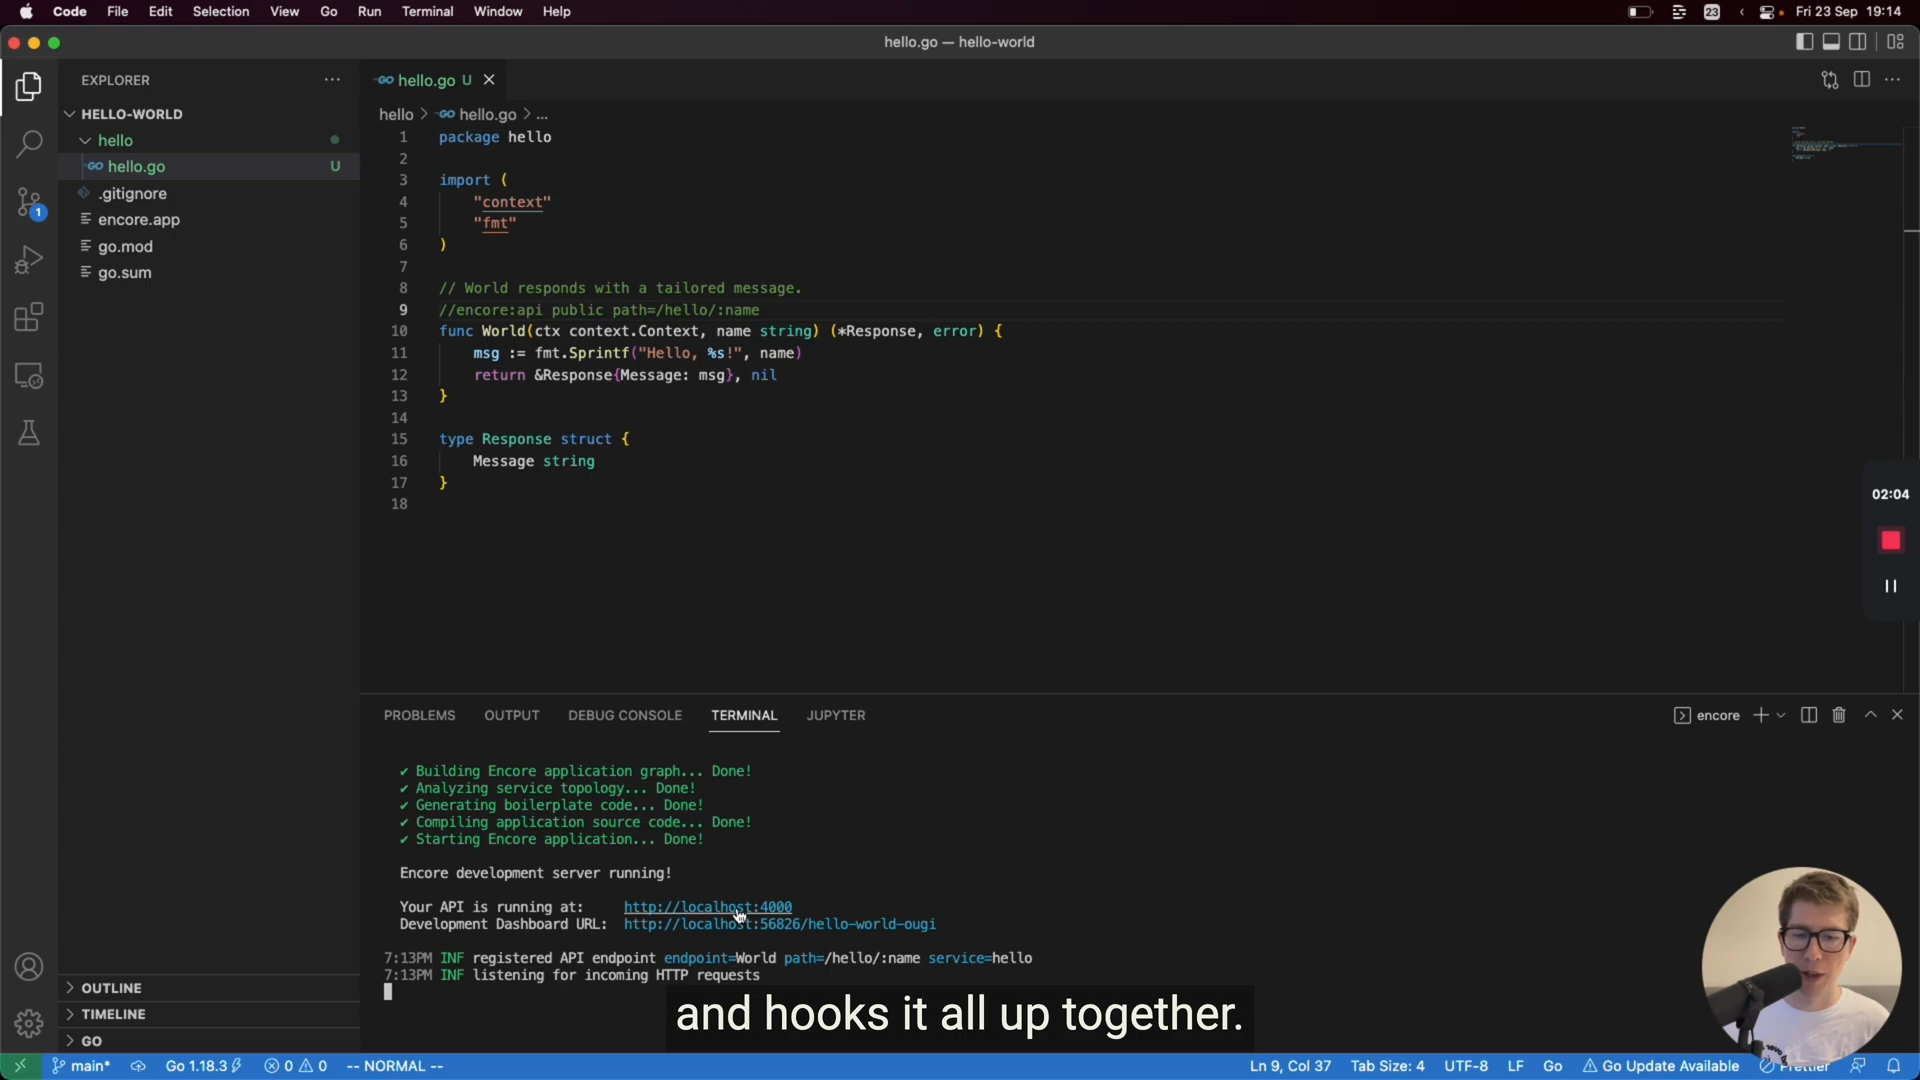 Code File Edit Selection View Go Run Terminal Window Help
23 Fri 23 Sep 19:14
hello.go — hello-world
EXPLORER
HELLO-WORLD
hello
hello.go U
.gitignore
encore.app
go.mod
go.sum
1
OUTLINE
TIMELINE
GO
hello.go U
hello > hello.go > ...
1 package hello
2
3 import (
4 "context"
5 "fmt"
6 )
7
8 // World responds with a tailored message.
9 //encore:api public path=/hello/:name
10 func World(ctx context.Context, name string) (*Response, error) {
11 msg := fmt.Sprintf("Hello, %s!", name)
12 return &Response{Message: msg}, nil
13 }
14
15 type Response struct {
16 Message string
17 }
18
02:04
PROBLEMS OUTPUT DEBUG CONSOLE TERMINAL JUPYTER
encore
✔ Building Encore application graph... Done!
✔ Analyzing service topology... Done!
✔ Generating boilerplate code... Done!
✔ Compiling application source code... Done!
✔ Starting Encore application... Done!
Encore development server running!
Your API is running at: http://localhost:4000
Development Dashboard URL: http://localhost:56826/hello-world-ougi
7:13PM INF registered API endpoint endpoint=World path=/hello/:name service=hello
7:13PM INF listening for incoming HTTP requests
and hooks it all up together.
main* Go 1.18.3 0 0 -- NORMAL --
Ln 9, Col 37 Tab Size: 4 UTF-8 LF Go Go Update Available Prettier